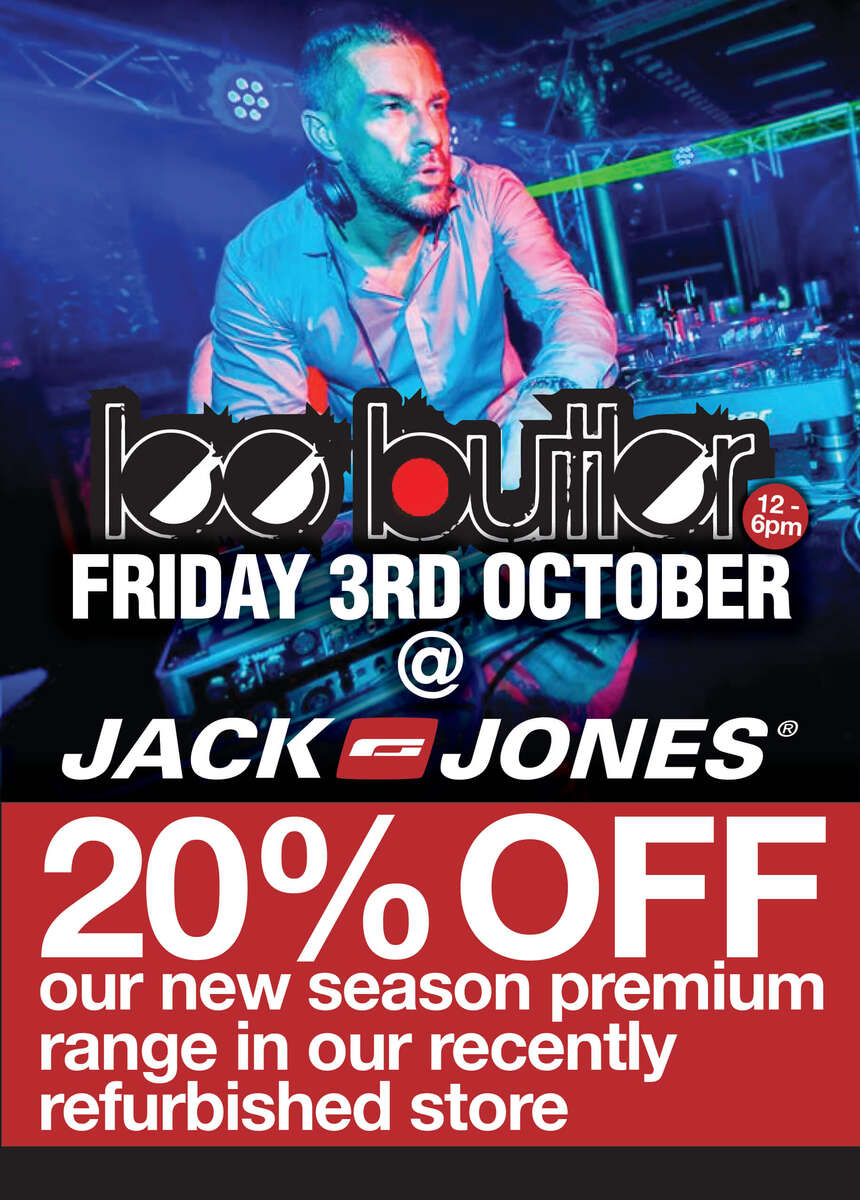 lee butler
12 -
6pm
FRIDAY 3RD OCTOBER
@
JACK JONES®
20% OFF
our new season premium
range in our recently
refurbished store